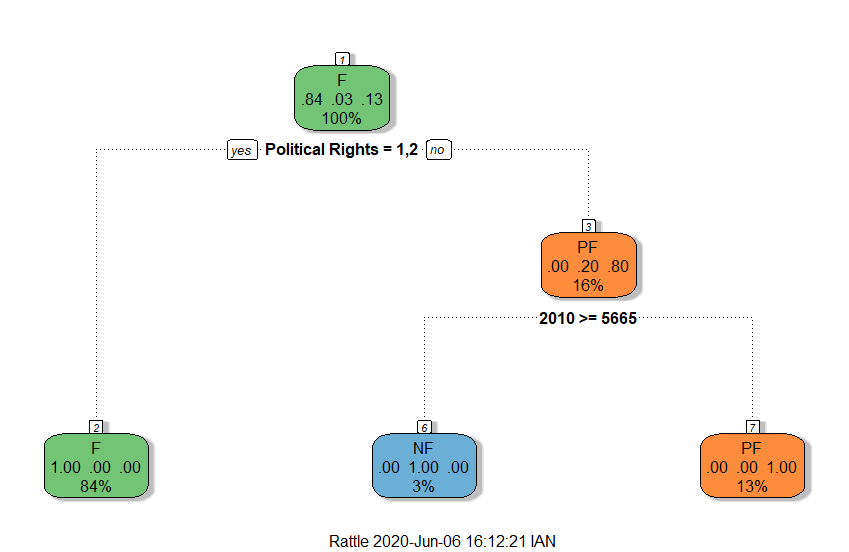 1
F
.84 .03 .13
100%
yes Political Rights = 1,2 no
3
PF
.00 .20 .80
16%
2010 >= 5665
2
F
1.00 .00 .00
84%
6
NF
.00 1.00 .00
3%
7
PF
.00 .00 1.00
13%
Rattle 2020-Jun-06 16:12:21 IAN